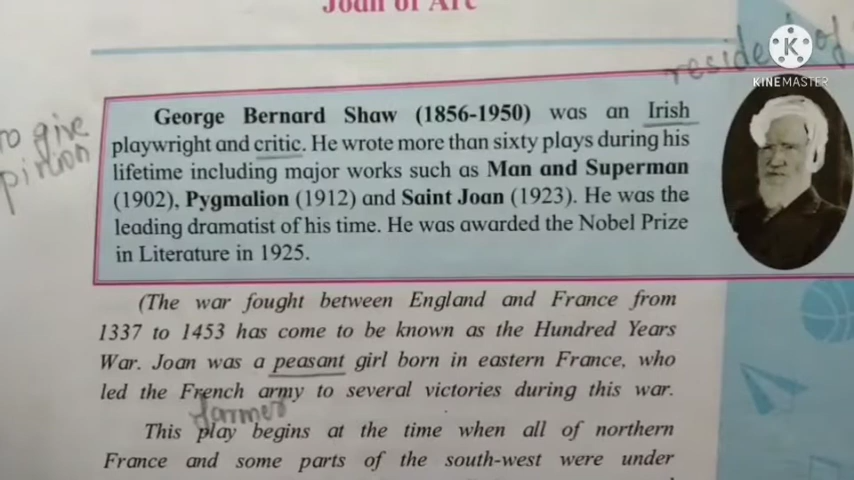 Joan of Arc
resident of
KINEMASTER
George Bernard Shaw (1856-1950) was an Irish
playwright and critic. He wrote more than sixty plays during his
lifetime including major works such as Man and Superman
(1902), Pygmalion (1912) and Saint Joan (1923). He was the
leading dramatist of his time. He was awarded the Nobel Prize
in Literature in 1925.
to give
(The war fought between England and France from
1337 to 1453 has come to be known as the Hundred Years
War. Joan was a peasant girl born in eastern France, who
led the French army to several victories during this war.
farmer
This play begins at the time when all of northern
France and some parts of the south-west were under